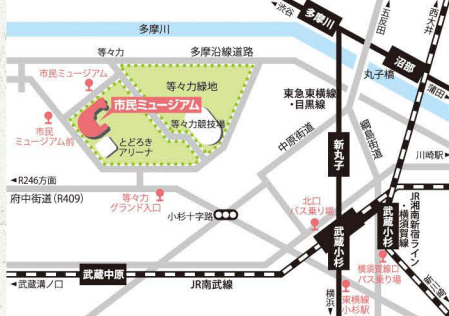 ◀渋谷
多摩川
五反田▶
西大井▶
多摩川
等々力
多摩沿線道路
沼部
丸子橋
蒲田▶
市民ミュージアム
等々力緑地
東急東横線
・目黒線
市民ミュージアム
等々力競技場
市民
ミュージアム前
とどろき
アリーナ
中原街道
綱島街道
新丸子
川崎駅▶
◀R246方面
府中街道(R409)
等々力
グランド入口
小杉十字路
北口
バス乗り場
武蔵小杉
武蔵小杉
JR湘南新宿ライン
・横須賀線
横須賀線口
バス乗り場
武蔵中原
◀武蔵溝ノ口
JR南武線
横浜▶
東横線
小杉駅